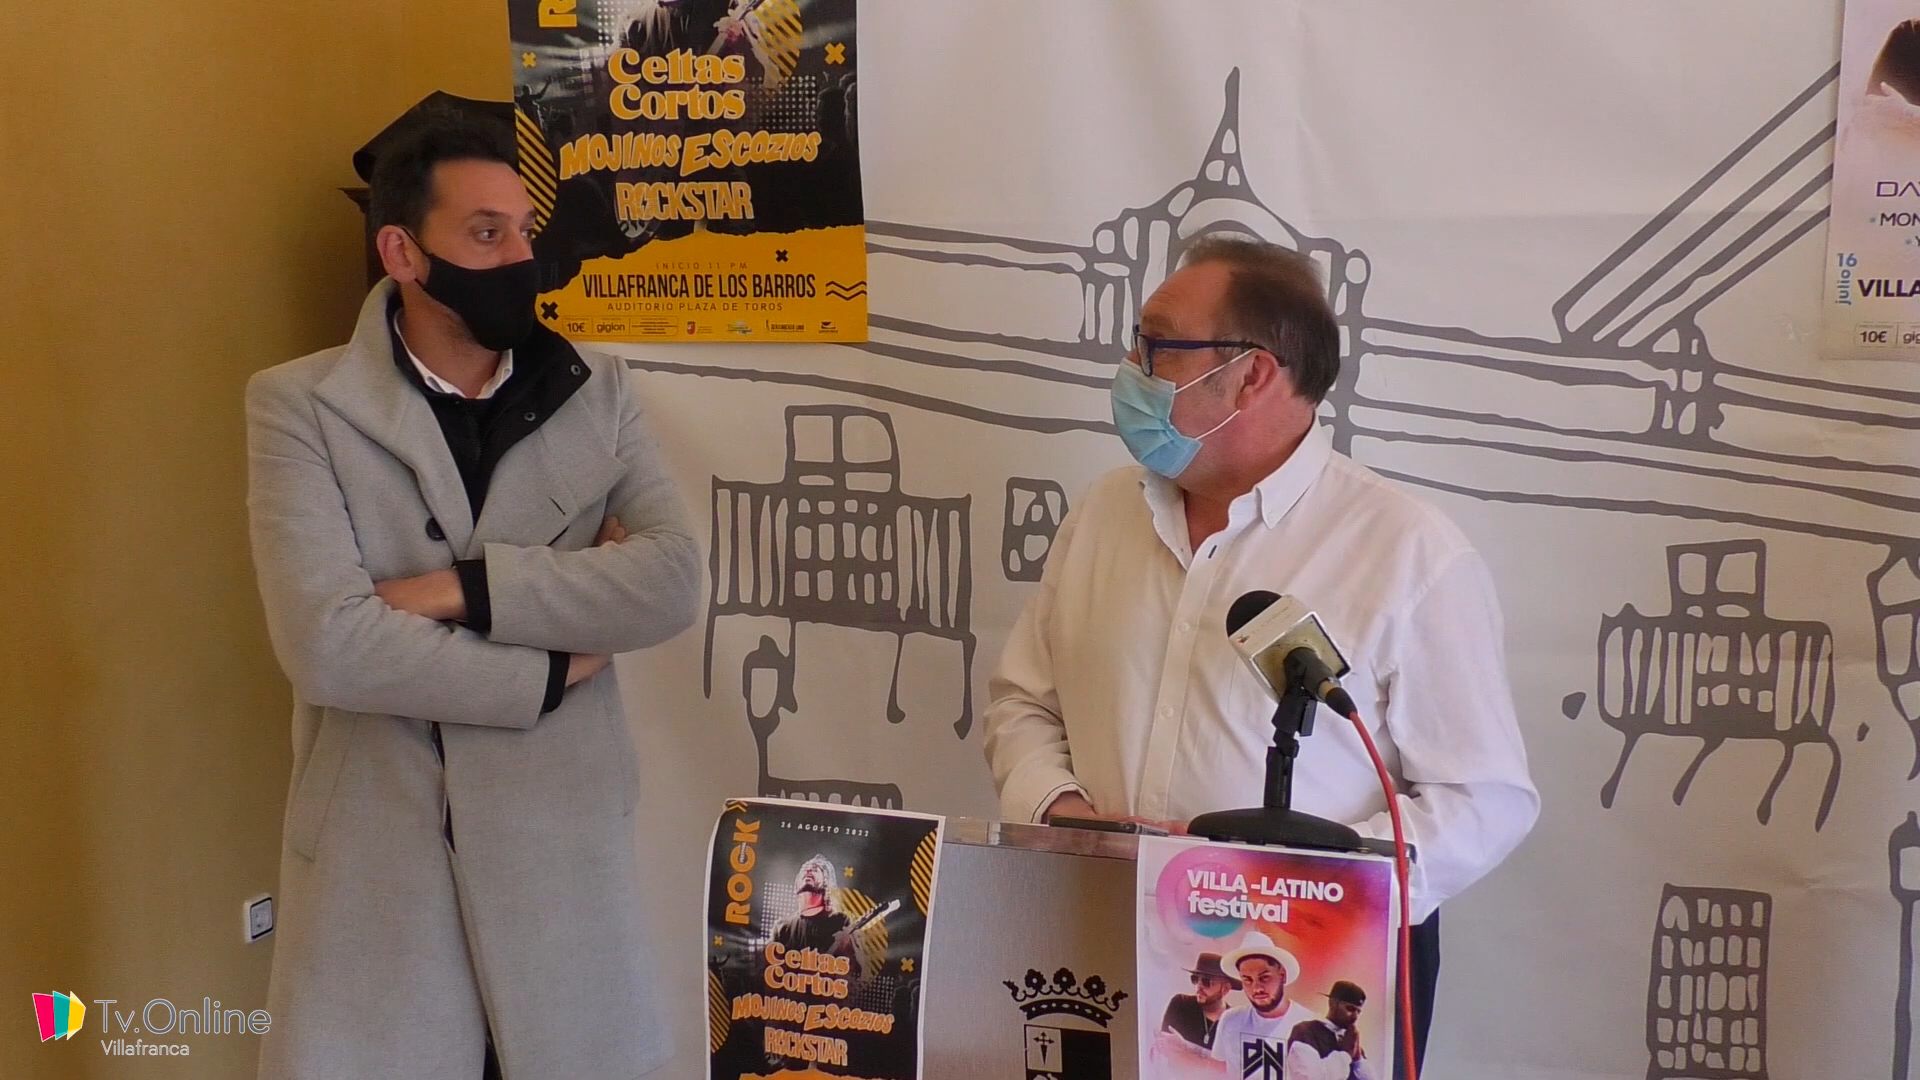 Celtas
Cortos
MOJINOS ESCOZIOS
ROCKSTAR
INICIO 11 PM
VILLAFRANCA DE LOS BARROS
AUDITORIO PLAZA DE TOROS
10€
giglon
16
julio
VILLA
10€
26 AGOSTO 2022
ROCK
Celtas
Cortos
MOJINOS ESCOZIOS
ROCKSTAR
VILLA-LATINO
festival
Tv.Online
Villafranca